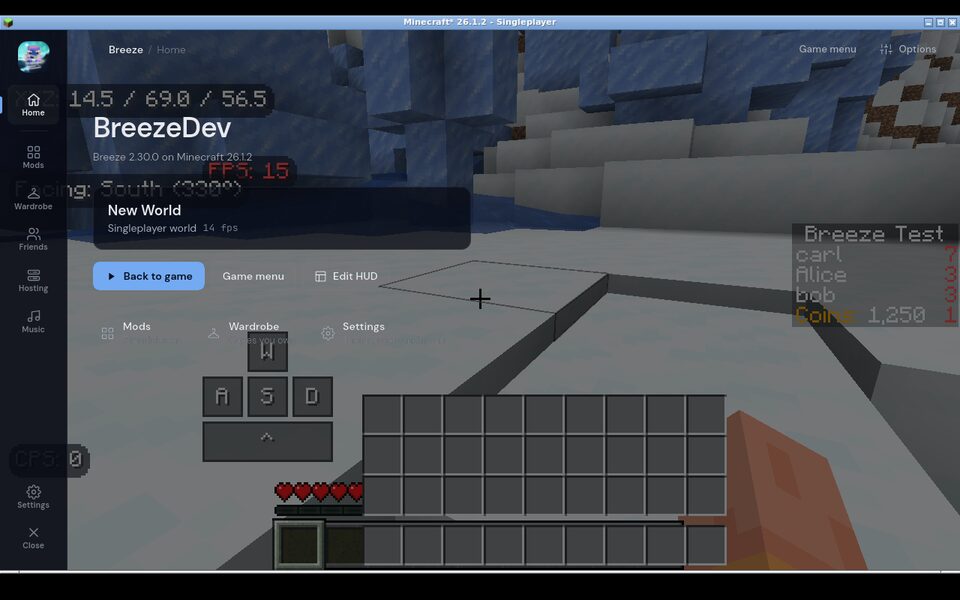 Minecraft* 26.1.2 - Singleplayer
Breeze / Home
Game menu
Options
14.5 / 69.0 / 56.5
Home
BreezeDev
Breeze 2.30.0 on Minecraft 26.1.2
FPS: 15
Mods
Facing: South (330°)
Wardrobe
New World
Singleplayer world 14 fps
Friends
Breeze Test
carl 7
Alice 3
bob 3
Coins: 1,250 1
Hosting
Back to game
Game menu
Edit HUD
Music
Mods
Wardrobe
Settings
W
A
S
D
^
CPS: 0
Settings
Close